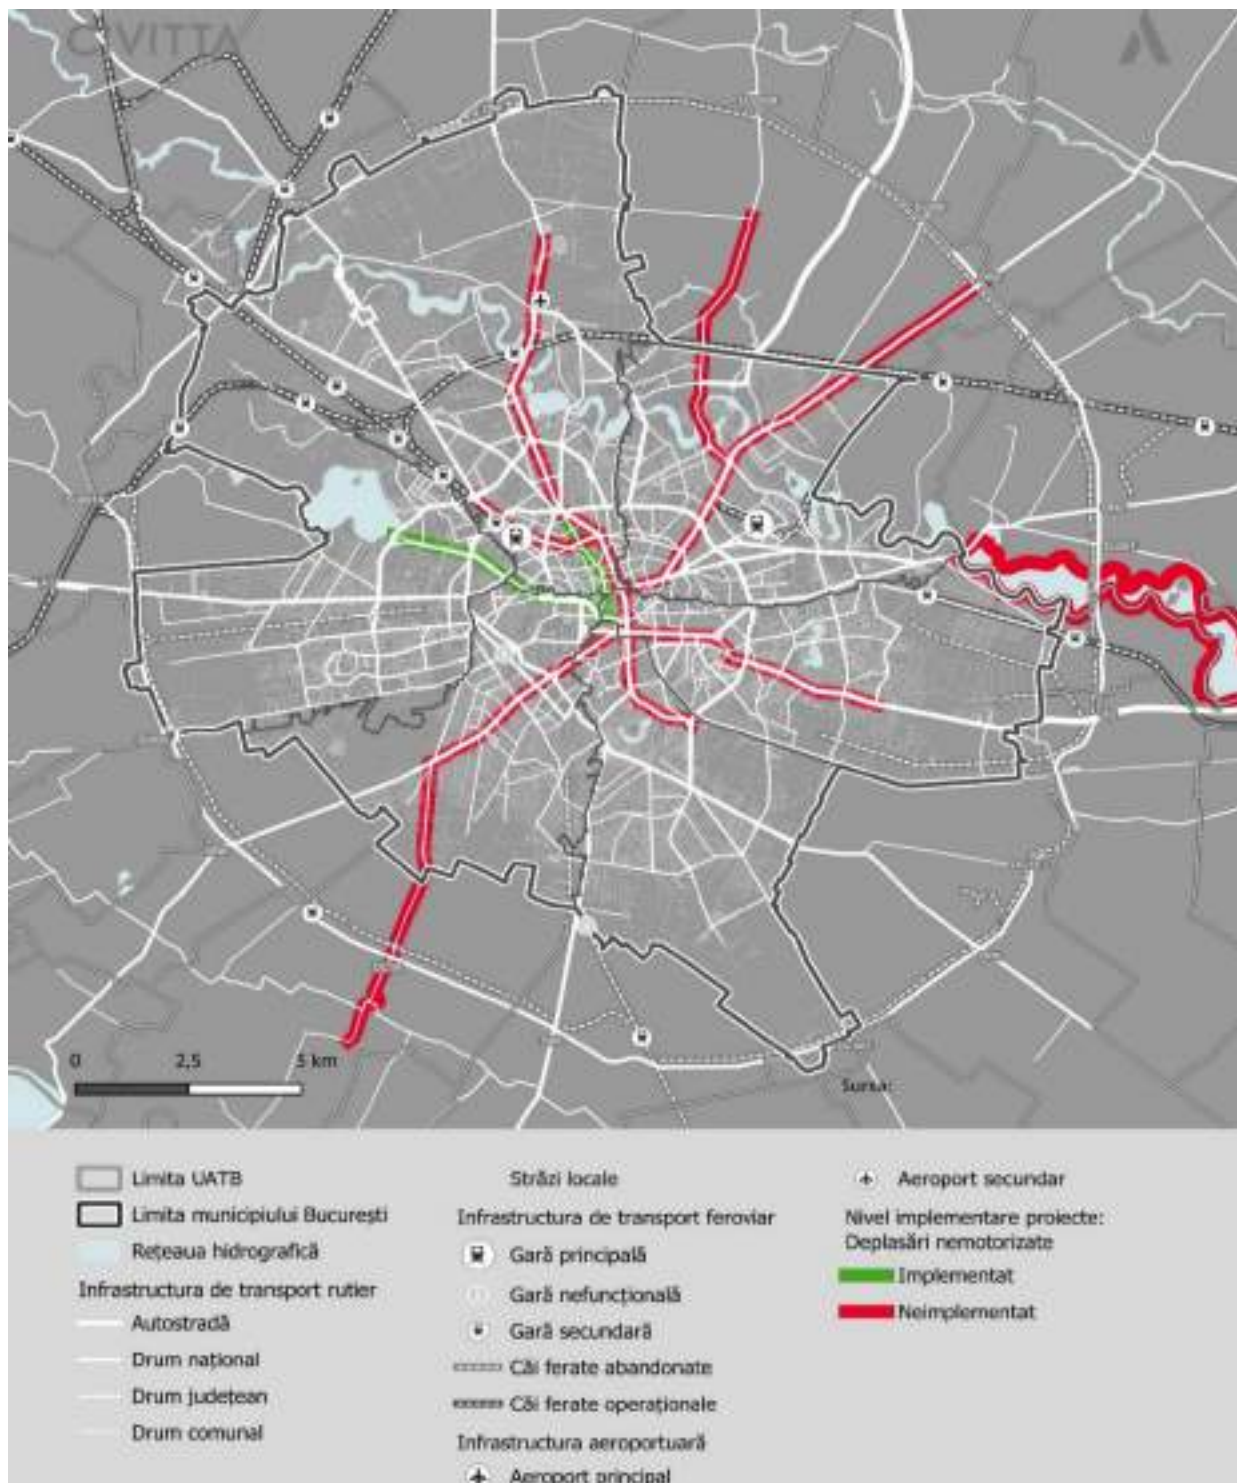 CIVITTA
0 2,5 5 km
Sursa:
Limita UATB
Limita municipiului București
Rețeaua hidrografică
Infrastructura de transport rutier
Autostradă
Drum național
Drum județean
Drum comunal
Străzi locale
Infrastructura de transport feroviar
Gară principală
Gară nefuncțională
Gară secundară
Căi ferate abandonate
Căi ferate operaționale
Infrastructura aeroportuară
Aeroport principal
Aeroport secundar
Nivel implementare proiecte:
Deplasări nemotorizate
Implementat
Neimplementat